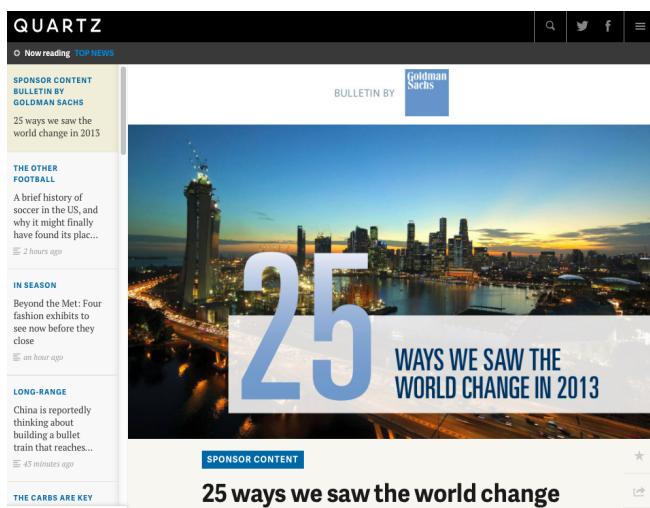 QUARTZ
Now reading TOP NEWS
SPONSOR CONTENT
BULLETIN BY
GOLDMAN SACHS
25 ways we saw the
world change in 2013
THE OTHER
FOOTBALL
A brief history of
soccer in the US, and
why it might finally
have found its plac...
2 hours ago
IN SEASON
Beyond the Met: Four
fashion exhibits to
see now before they
close
an hour ago
LONG-RANGE
China is reportedly
thinking about
building a bullet
train that reaches...
45 minutes ago
THE CARBS ARE KEY
BULLETIN BY
Goldman
Sachs
25
WAYS WE SAW THE
WORLD CHANGE IN 2013
SPONSOR CONTENT
25 ways we saw the world change